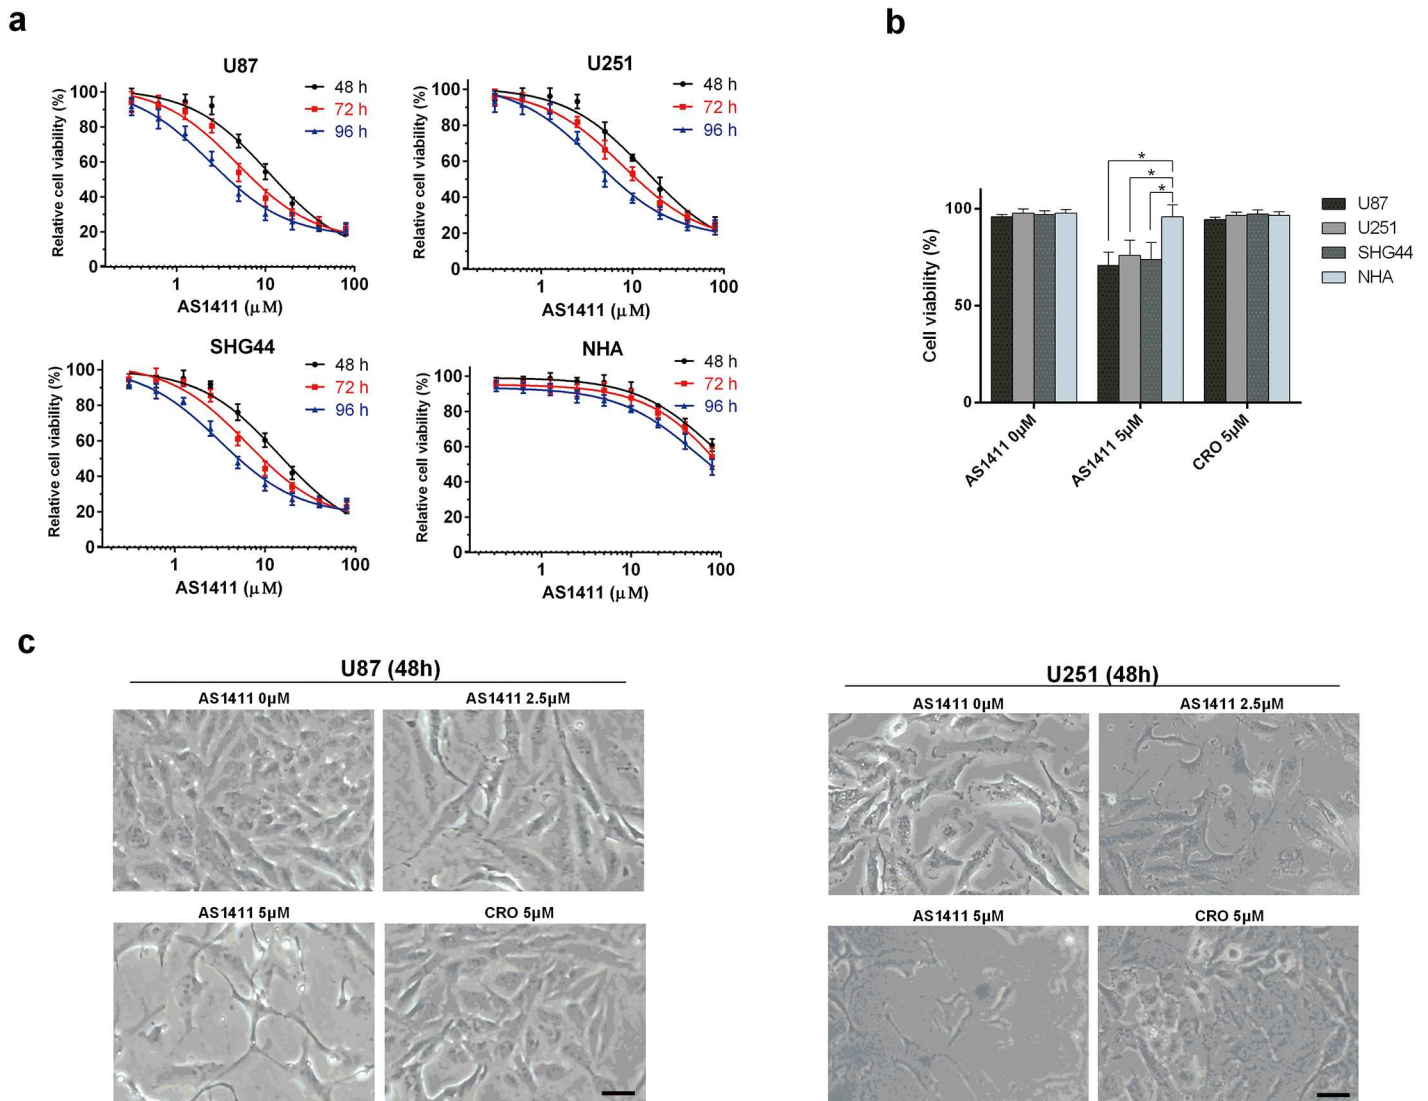 a
b
U87
U251
48 h
72 h
96 h
48 h
72 h
96 h
Relative cell viability (%)
100
80
60
40
20
0
1
10
100
AS1411 (μM)
Relative cell viability (%)
100
80
60
40
20
0
1
10
100
AS1411 (μM)
SHG44
NHA
48 h
72 h
96 h
48 h
72 h
96 h
Relative cell viability (%)
100
80
60
40
20
0
1
10
100
AS1411 (μM)
Relative cell viability (%)
100
80
60
40
20
0
1
10
100
AS1411 (μM)
Cell viability (%)
100
50
0
*
*
*
U87
U251
SHG44
NHA
AS1411 0μM
AS1411 5μM
CRO 5μM
c
U87 (48h)
AS1411 0μM
AS1411 2.5μM
AS1411 5μM
CRO 5μM
U251 (48h)
AS1411 0μM
AS1411 2.5μM
AS1411 5μM
CRO 5μM